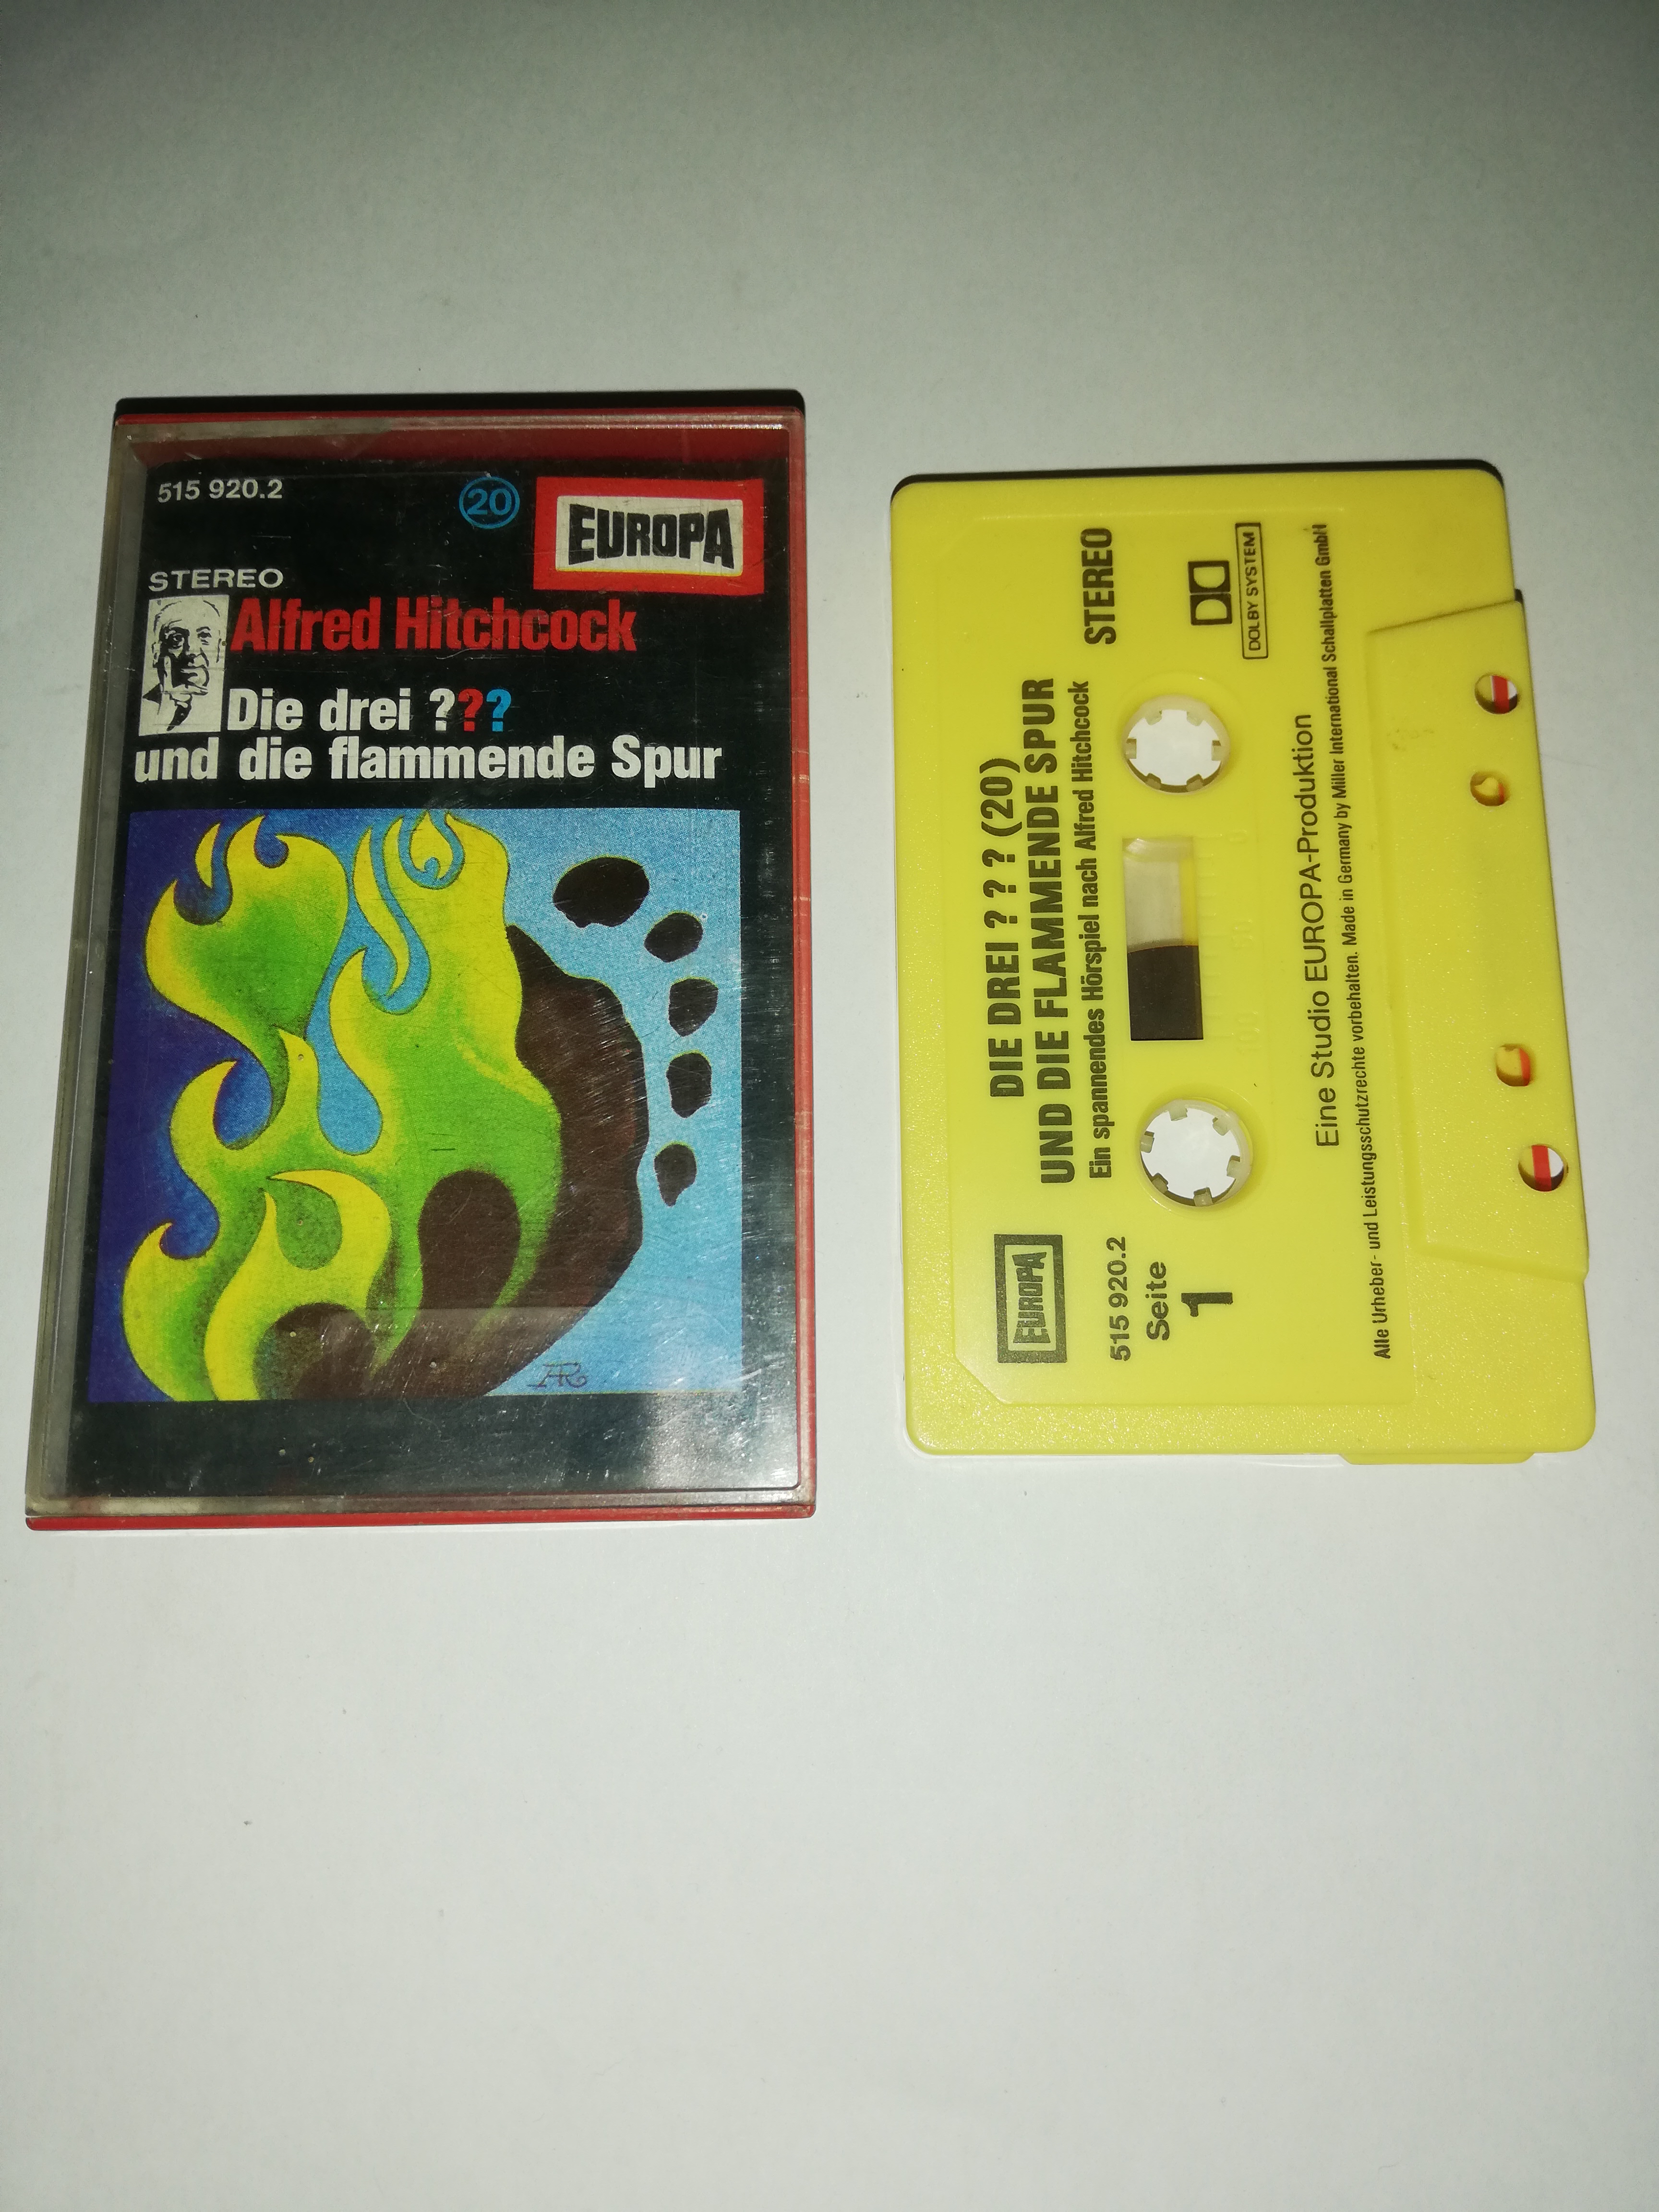 515 920.2
20
EUROPA
STEREO
Alfred Hitchcock
Die drei ???
und die flammende Spur
DIE DREI ? ? ? (20)
UND DIE FLAMMENDE SPUR
Ein spannendes Hörspiel nach Alfred Hitchcock
STEREO
EUROPA
515 920.2
Seite
1
DOLBY SYSTEM
Eine Studio EUROPA-Produktion
Alle Urheber- und Leistungsschutzrechte vorbehalten. Made in Germany by Miller International Schallplatten GmbH